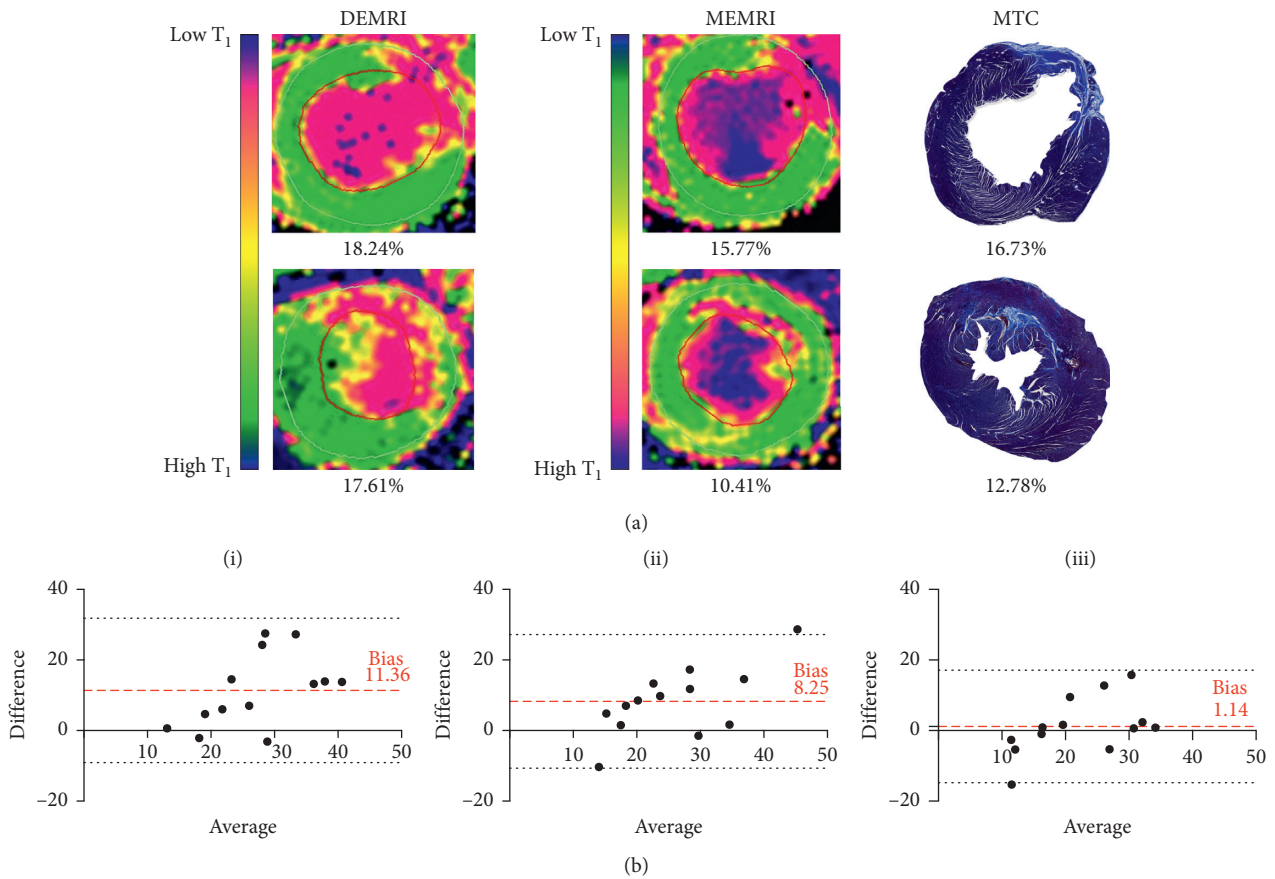 DEMRI
MEMRI
MTC
Low T1
Low T1
18.24%
15.77%
16.73%
High T1
High T1
17.61%
10.41%
12.78%
(a)
(i)
(ii)
(iii)
40
20
0
−20
Difference
10 20 30 40 50
Average
Bias
11.36
40
20
0
−20
Difference
10 20 30 40 50
Average
Bias
8.25
40
20
0
−20
Difference
10 20 30 40 50
Average
Bias
1.14
(b)